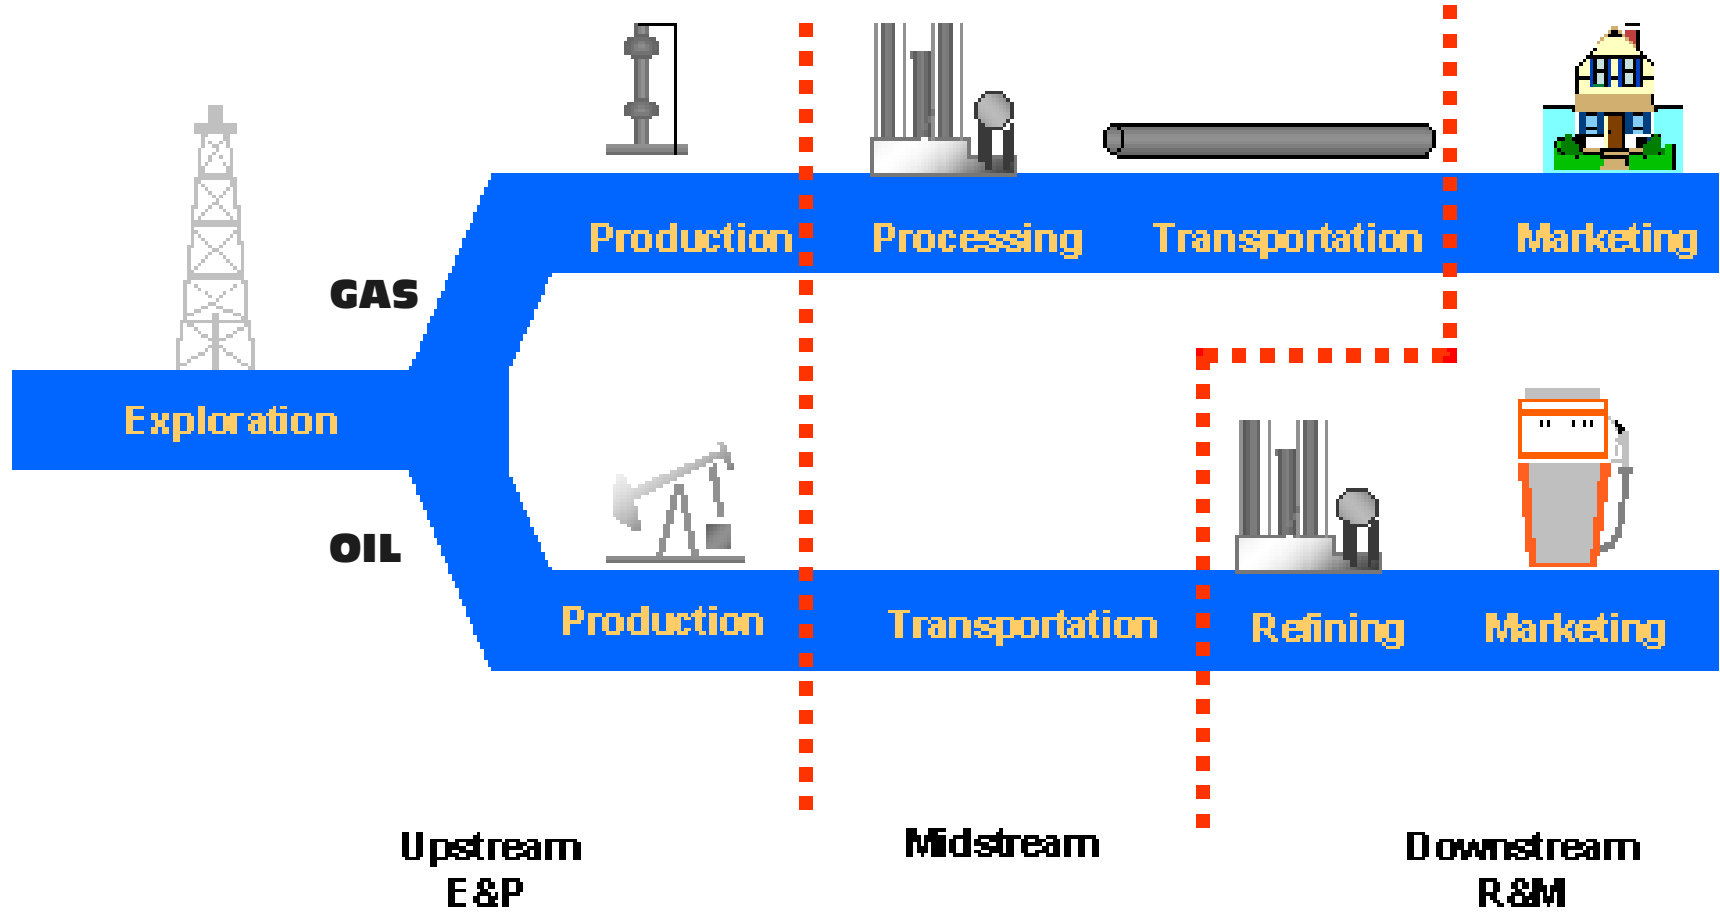 Production Processing Transportation Marketing
GAS
Exploration
OIL
Production Transportation Refining Marketing
Upstream Midstream Downstream
E&P R&M